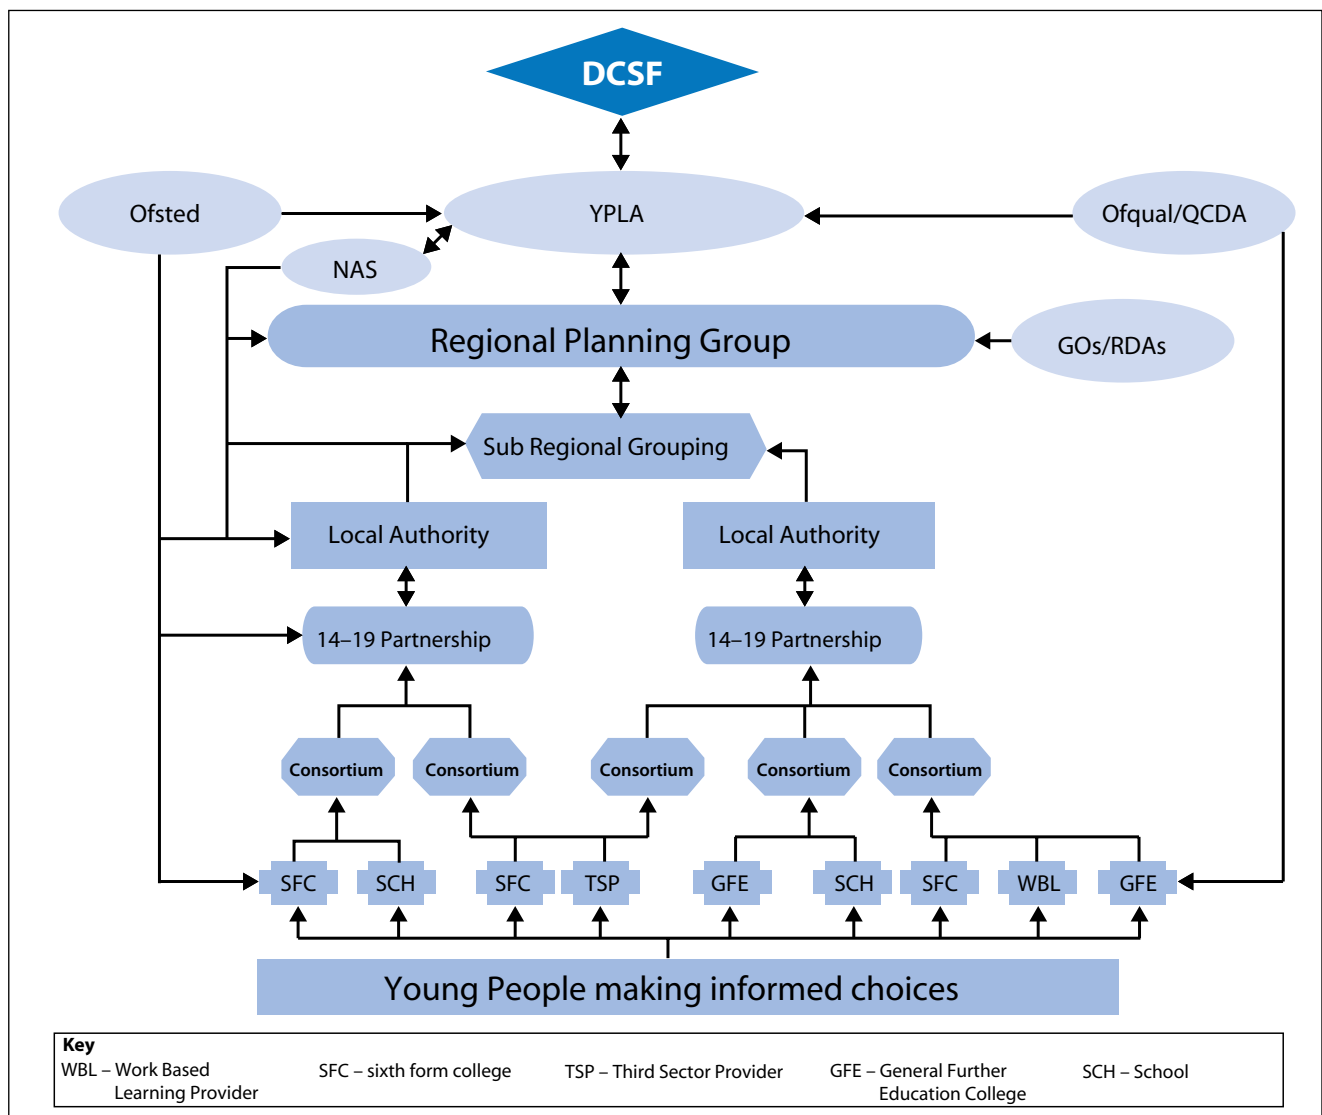 DCSF
Ofsted
YPLA
Ofqual/QCDA
NAS
Regional Planning Group
GOs/RDAs
Sub Regional Grouping
Local Authority
Local Authority
14–19 Partnership
14–19 Partnership
Consortium
Consortium
Consortium
Consortium
Consortium
SFC
SCH
SFC
TSP
GFE
SCH
SFC
WBL
GFE
Young People making informed choices
Key
WBL – Work Based
Learning Provider
SFC – sixth form college
TSP – Third Sector Provider
GFE – General Further
Education College
SCH – School